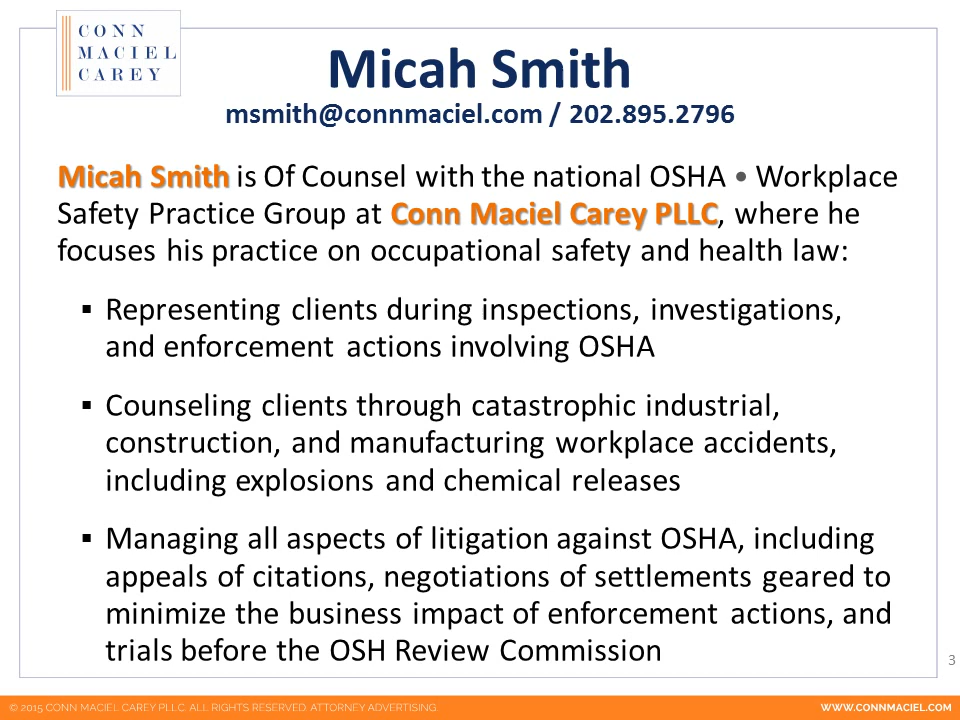 CONN
MACIEL
CAREY
Micah Smith
msmith@connmaciel.com / 202.895.2796
Micah Smith is Of Counsel with the national OSHA • Workplace
Safety Practice Group at Conn Maciel Carey PLLC, where he
focuses his practice on occupational safety and health law:
▪ Representing clients during inspections, investigations,
and enforcement actions involving OSHA
▪ Counseling clients through catastrophic industrial,
construction, and manufacturing workplace accidents,
including explosions and chemical releases
▪ Managing all aspects of litigation against OSHA, including
appeals of citations, negotiations of settlements geared to
minimize the business impact of enforcement actions, and
trials before the OSH Review Commission
3
© 2015 CONN MACIEL CAREY PLLC. ALL RIGHTS RESERVED. ATTORNEY ADVERTISING.
WWW.CONNMACIEL.COM